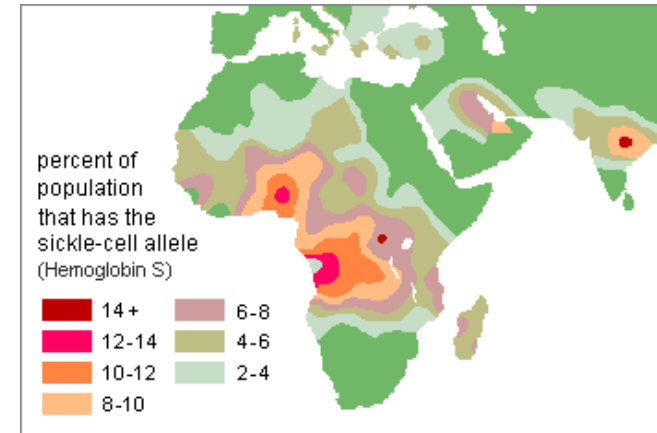 percent of
population
that has the
sickle-cell allele
(Hemoglobin S)
14+ 6-8
12-14 4-6
10-12 2-4
8-10